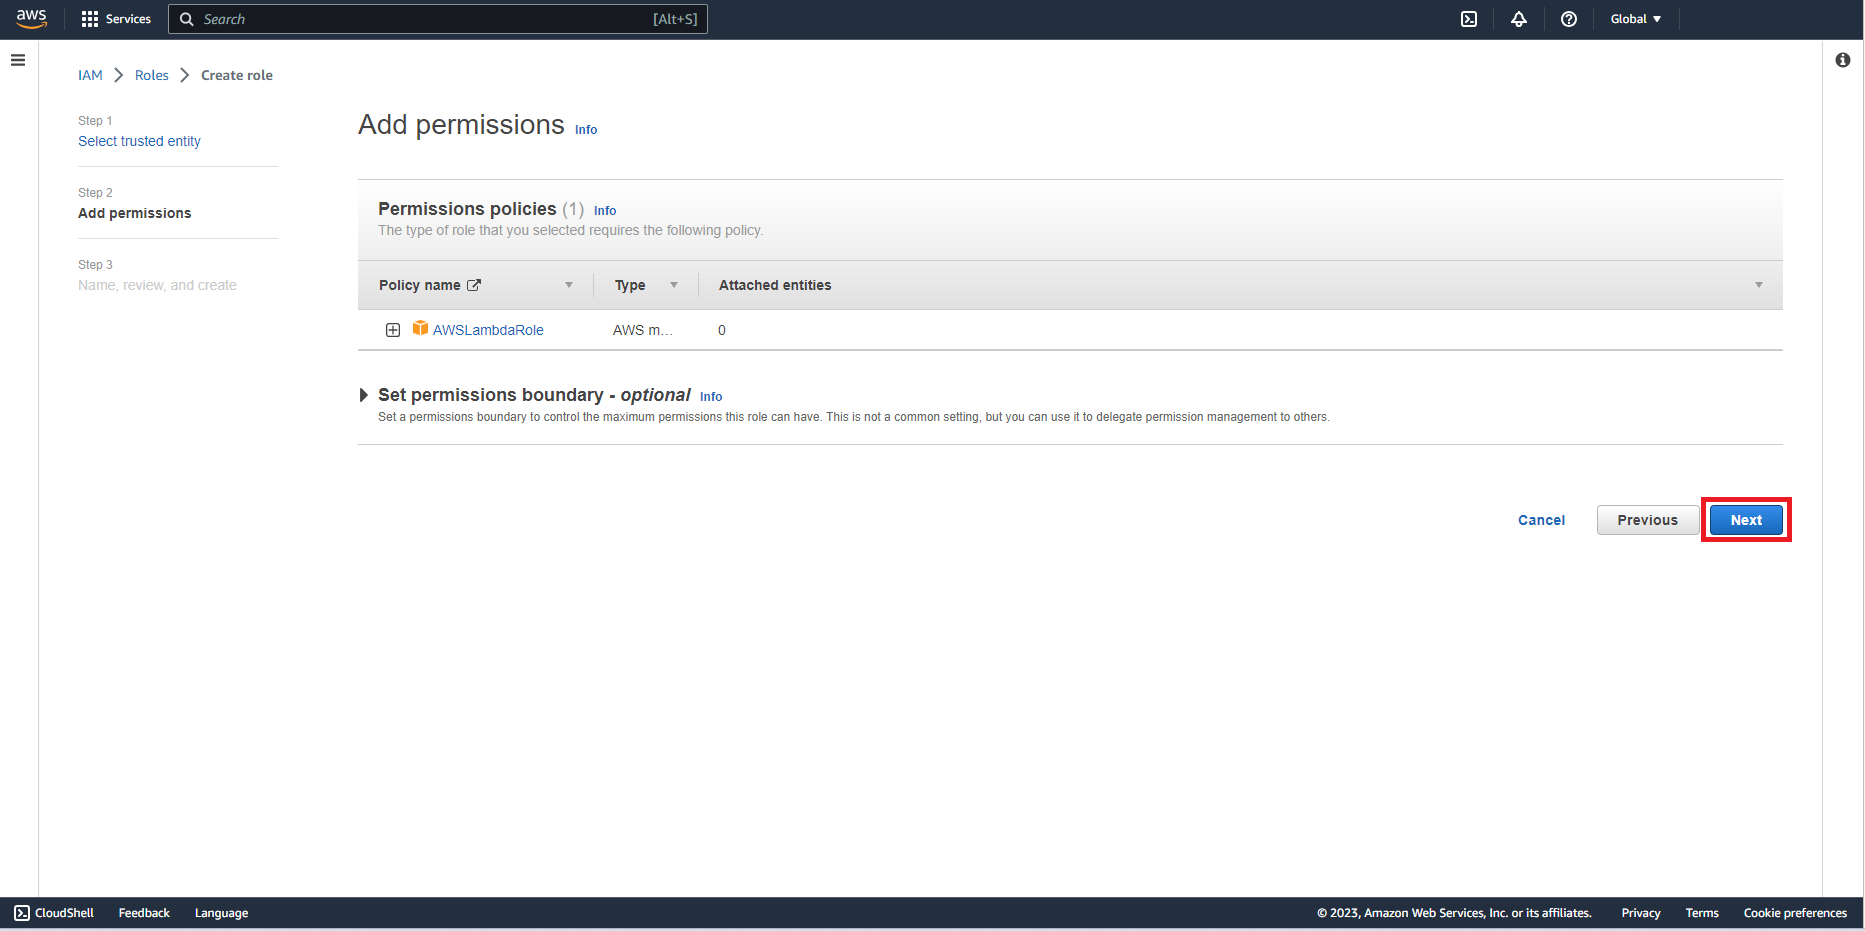 aws Services Search [Alt+S] Global
IAM Roles Create role
Step 1
Select trusted entity
Step 2
Add permissions
Step 3
Name, review, and create
Add permissions Info
Permissions policies (1) Info
The type of role that you selected requires the following policy.
Policy name Type Attached entities
AWSLambdaRole AWS m... 0
Set permissions boundary - optional Info
Set a permissions boundary to control the maximum permissions this role can have. This is not a common setting, but you can use it to delegate permission management to others.
Cancel Previous Next
CloudShell Feedback Language © 2023, Amazon Web Services, Inc. or its affiliates. Privacy Terms Cookie preferences